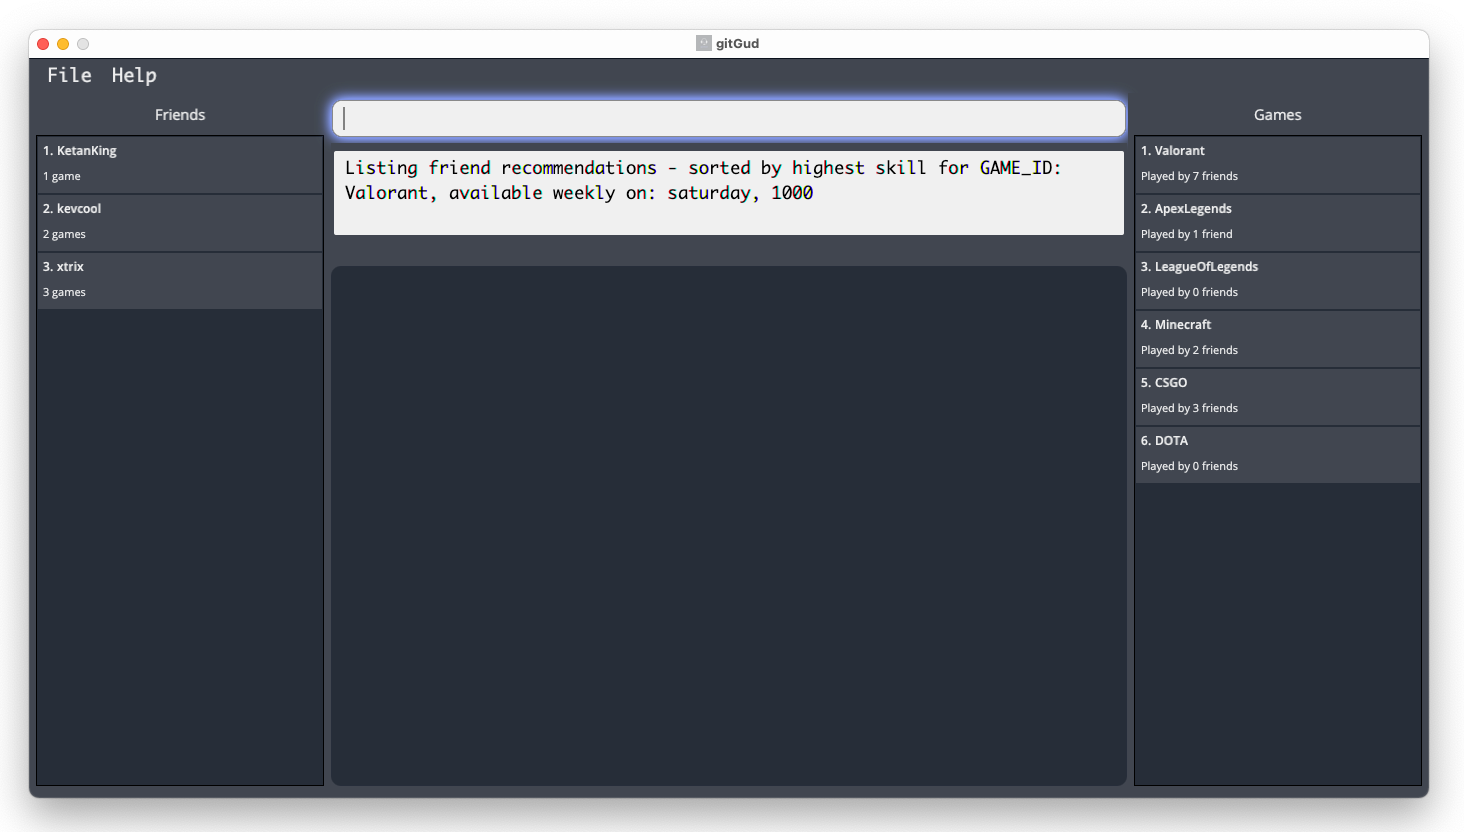 gitGud
File Help
Friends
1. KetanKing
1 game
2. kevcool
2 games
3. xtrix
3 games
Listing friend recommendations - sorted by highest skill for GAME_ID:
Valorant, available weekly on: saturday, 1000
Games
1. Valorant
Played by 7 friends
2. ApexLegends
Played by 1 friend
3. LeagueOfLegends
Played by 0 friends
4. Minecraft
Played by 2 friends
5. CSGO
Played by 3 friends
6. DOTA
Played by 0 friends